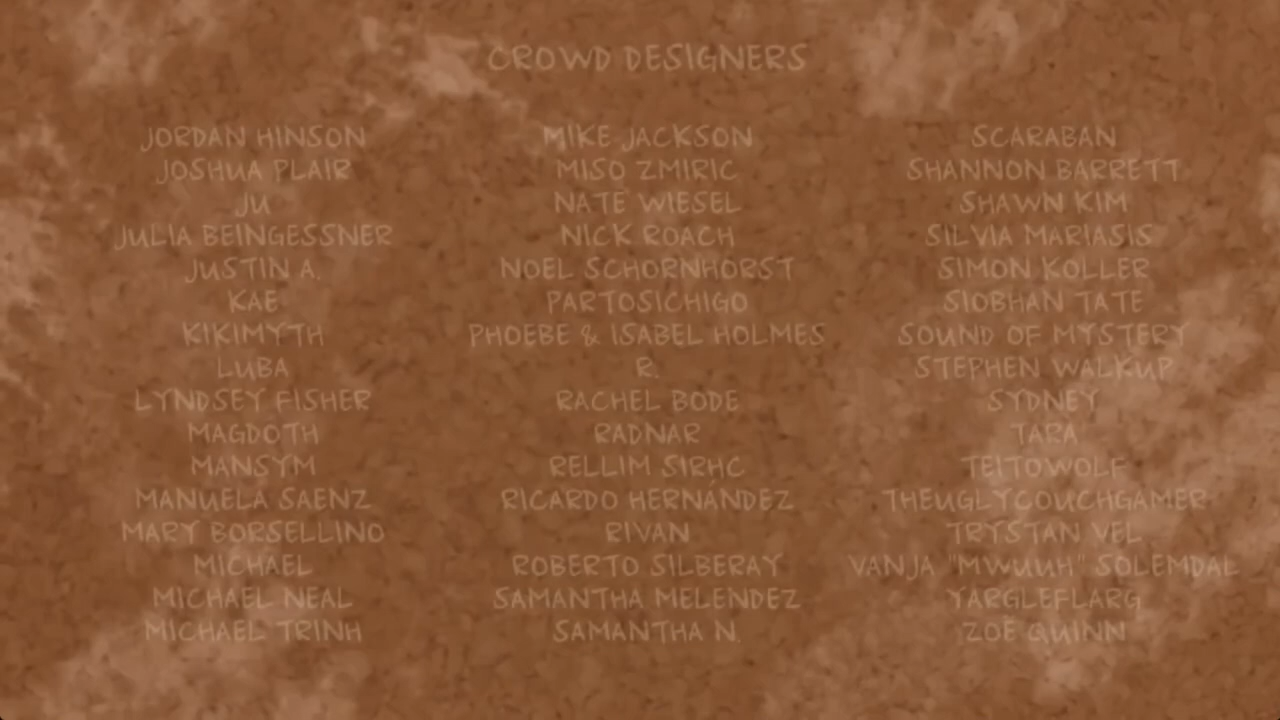 CROWD DESIGNERS
JORDAN HINSON
JOSHUA PLAIR
JU
JULIA BEINGESSNER
JUSTIN A.
KAE
KIKIMYTH
LUBA
LYNDSEY FISHER
MAGDOTH
MANSYM
MANUELA SAENZ
MARY BORSELLINO
MICHAEL
MICHAEL NEAL
MICHAEL TRINH
MIKE JACKSON
MISO ZMIRIC
NATE WIESEL
NICK ROACH
NOEL SCHORNHORST
PARTOSICHIGO
PHOEBE & ISABEL HOLMES
R.
RACHEL BODE
RADNAR
RELLIM SIRHC
RICARDO HERNÁNDEZ
RIVAN
ROBERTO SILBERAY
SAMANTHA MELENDEZ
SAMANTHA N.
SCARABAN
SHANNON BARRETT
SHAWN KIM
SILVIA MARIASIS
SIMON KOLLER
SIOBHAN TATE
SOUND OF MYSTERY
STEPHEN WALKUP
SYDNEY
TARA
TEITOWOLF
THEUGLYCOUCHGAMER
TRYSTAN VEL
VANJA "MWUUH" SOLEMDAL
YARGLEFLARG
ZOE QUINN